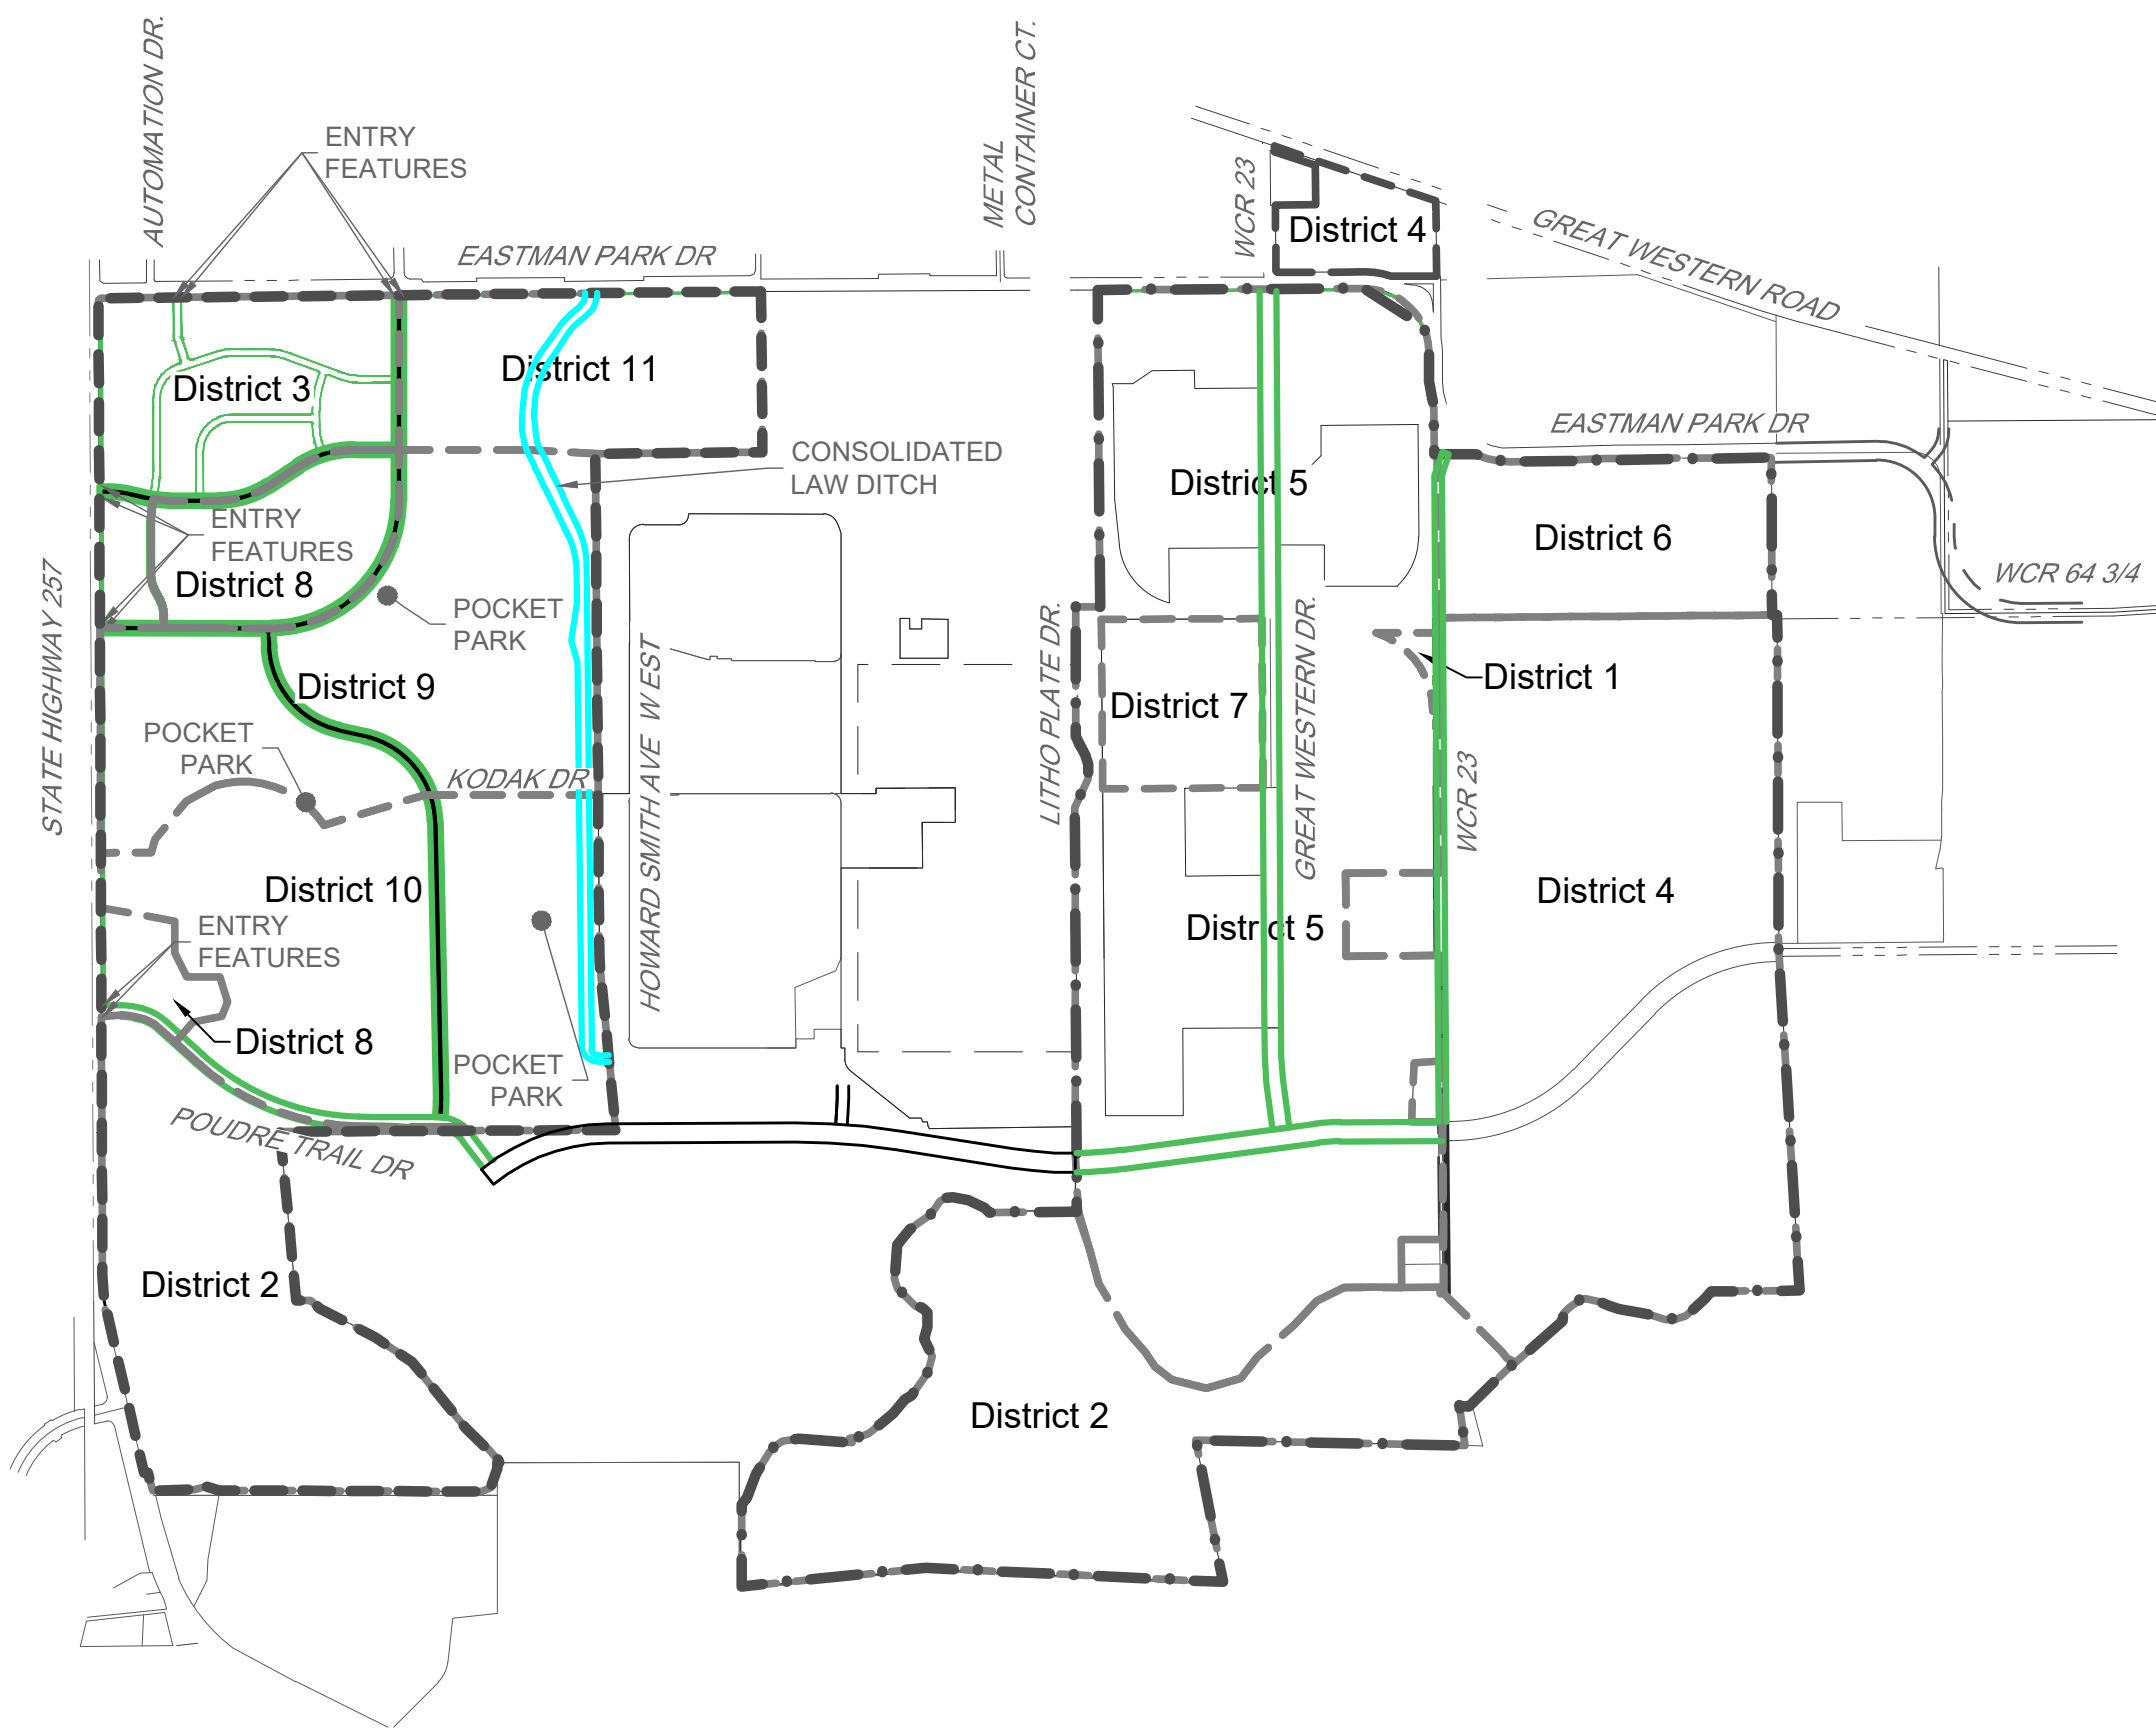 AUTOMATION DR.
METAL
CONTAINER CT.
ENTRY
FEATURES
WCR 23
District 4
GREAT WESTERN ROAD
EASTMAN PARK DR
District 11
District 3
EASTMAN PARK DR
CONSOLIDATED
LAW DITCH
District 5
ENTRY
FEATURES
District 6
District 8
WCR 64 3/4
POCKET
PARK
STATE HIGHWAY 257
HOWARD SMITH AVE W EST
LITHO PLATE DR.
GREAT WESTERN DR.
District 1
District 9
District 7
POCKET
PARK
KODAK DR
WCR 23
District 10
District 4
ENTRY
FEATURES
District 5
District 8
POCKET
PARK
POUDRE TRAIL DR
District 2
District 2